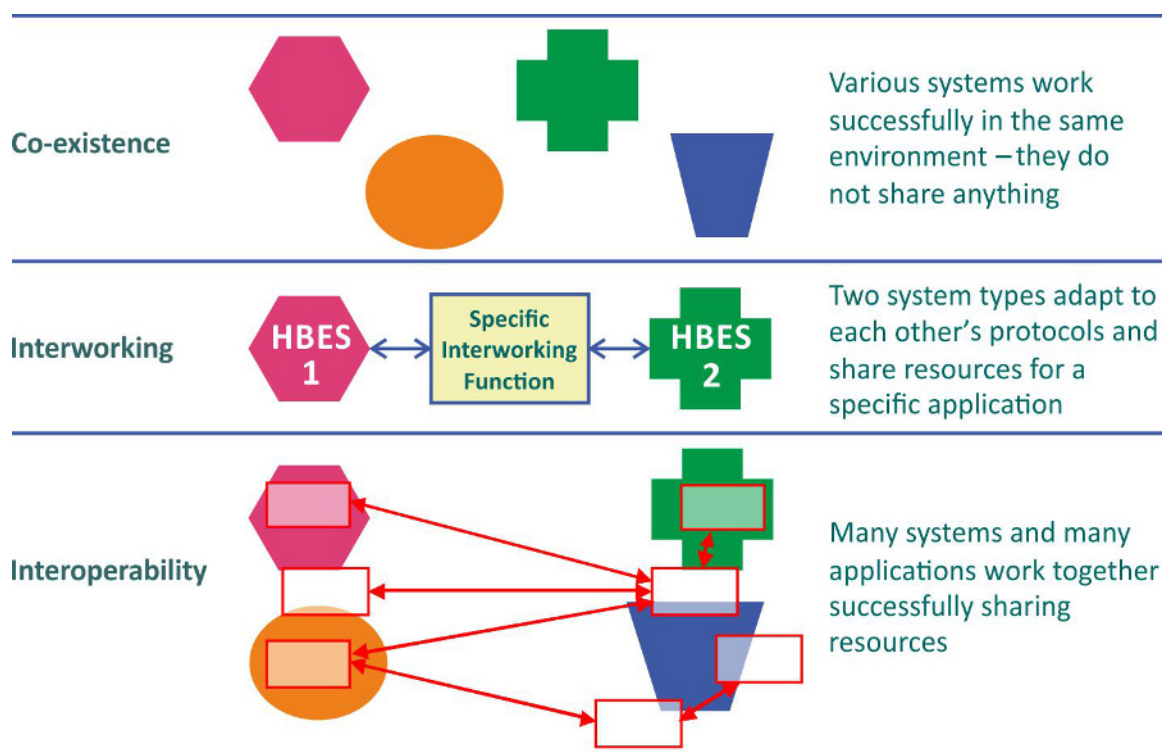 Co-existence
Various systems work
successfully in the same
environment – they do
not share anything
Interworking
HBES
1
Specific
Interworking
Function
HBES
2
Two system types adapt to
each other's protocols and
share resources for a
specific application
Interoperability
Many systems and many
applications work together
successfully sharing
resources